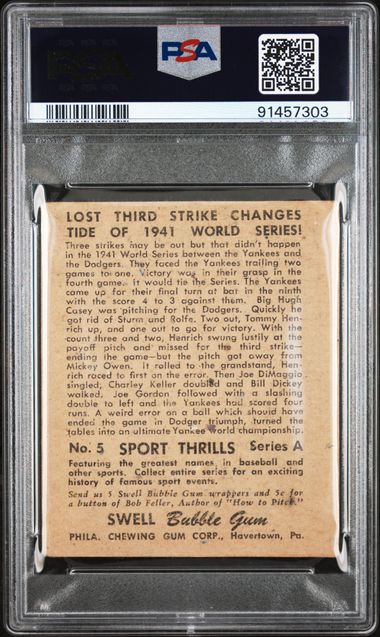 PSA
91457303
LOST THIRD STRIKE CHANGES
TIDE OF 1941 WORLD SERIES!
Three strikes may be out but that didn't happen
in the 1941 World Series between the Yankees and
the Dodgers. They faced the Yankees trailing two
games to one. Victory was in their grasp in the
fourth game. It would tie the Series. The Yankees
came up for their final turn at bat in the ninth
with the score 4 to 3 against them. Big Hugh
Casey was pitching for the Dodgers. Quickly he
got rid of Sturm and Rolfe. Two out, Tommy Hen-
rich up, and one out to go for victory. With the
count three and two, Henrich swung lustily at the
payoff pitch and missed for the third strike—
ending the game—but the pitch got away from
Mickey Owen. It rolled to the grandstand, Hen-
rich raced to first on the error. Then Joe DiMaggio
singled, Charley Keller doubled and Bill Dickey
walked. Joe Gordon followed with a slashing
double to left and the Yankees had scored four
runs. A weird error on a ball which should have
ended the game in Dodger triumph, turned the
tables into an ultimate Yankee World championship.
No. 5 SPORT THRILLS Series A
Featuring the greatest names in baseball and
other sports. Collect entire series for an exciting
history of famous sport events.
Send us 5 Swell Bubble Gum wrappers and 5c for
a button of Bob Feller, Author of "How to Pitch"
SWELL Bubble Gum
PHILA. CHEWING GUM CORP., Havertown, Pa.